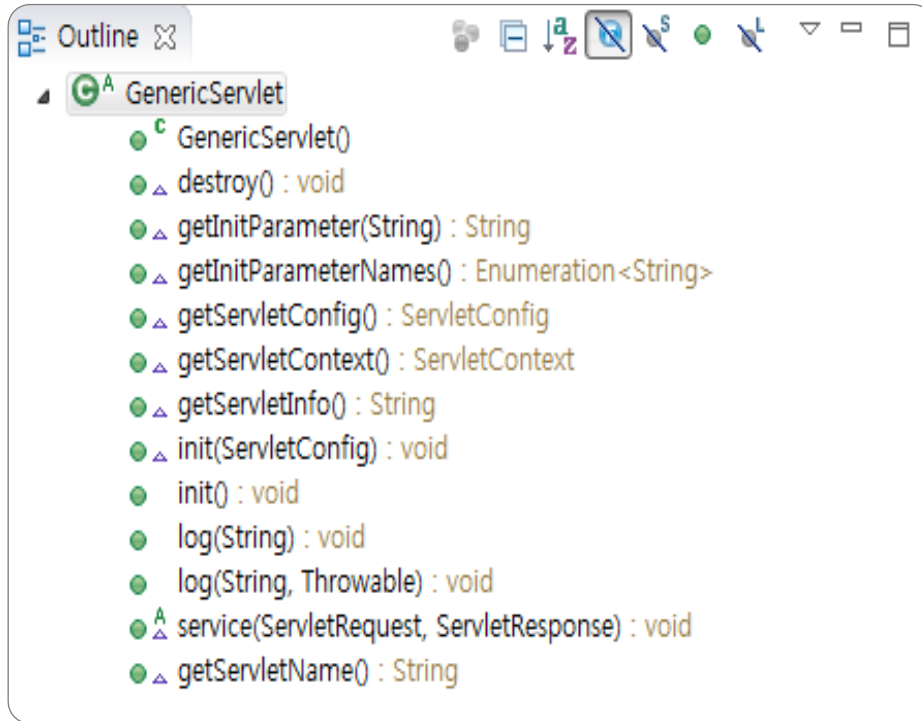 Outline
GenericServlet
GenericServlet()
destroy() : void
getInitParameter(String) : String
getInitParameterNames() : Enumeration<String>
getServletConfig() : ServletConfig
getServletContext() : ServletContext
getServletInfo() : String
init(ServletConfig) : void
init() : void
log(String) : void
log(String, Throwable) : void
service(ServletRequest, ServletResponse) : void
getServletName() : String